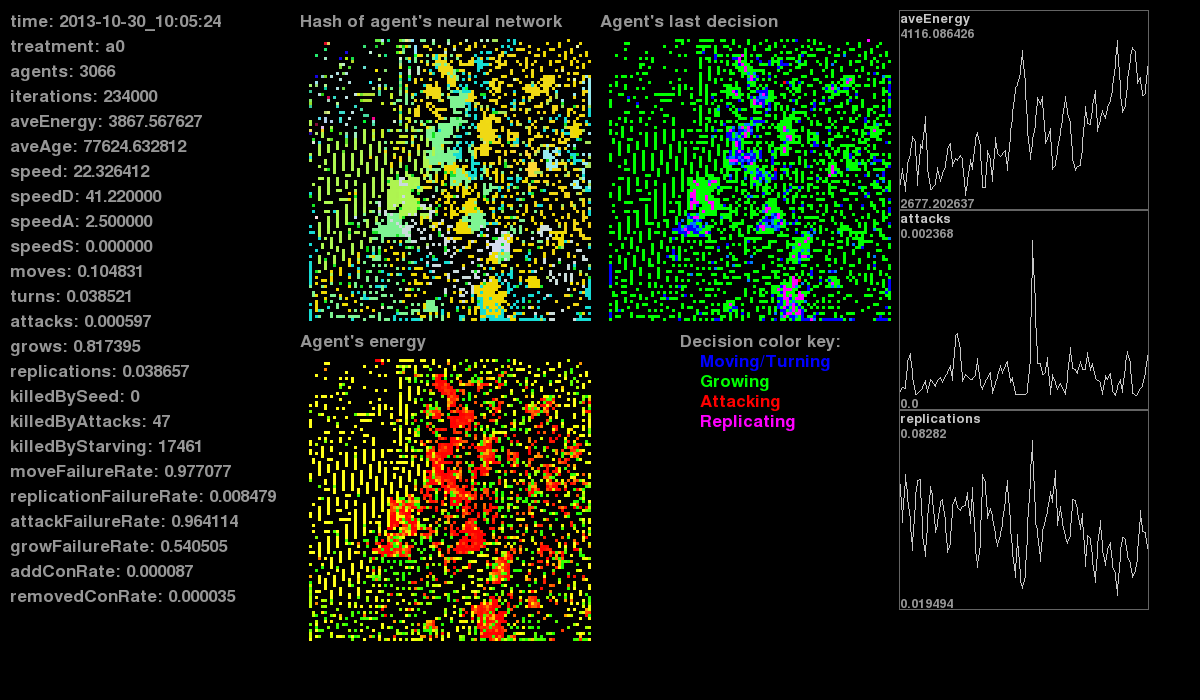 time: 2013-10-30_10:05:24
treatment: a0
agents: 3066
iterations: 234000
aveEnergy: 3867.567627
aveAge: 77624.632812
speed: 22.326412
speedD: 41.220000
speedA: 2.500000
speedS: 0.000000
moves: 0.104831
turns: 0.038521
attacks: 0.000597
grows: 0.817395
replications: 0.038657
killedBySeed: 0
killedByAttacks: 47
killedByStarving: 17461
moveFailureRate: 0.977077
replicationFailureRate: 0.008479
attackFailureRate: 0.964114
growFailureRate: 0.540505
addConRate: 0.000087
removedConRate: 0.000035
Hash of agent's neural network
Agent's last decision
Agent's energy
Decision color key:
Moving/Turning
Growing
Attacking
Replicating
aveEnergy
4116.086426
2677.202637
attacks
0.002368
0.0
replications
0.08282
0.019494